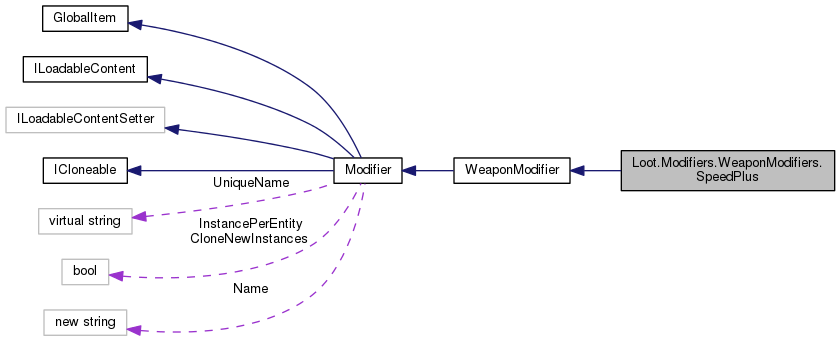 GlobalItem
ILoadableContent
ILoadableContentSetter
ICloneable
Modifier
WeaponModifier
Loot.Modifiers.WeaponModifiers.
SpeedPlus
UniqueName
virtual string
InstancePerEntity
CloneNewInstances
bool
Name
new string